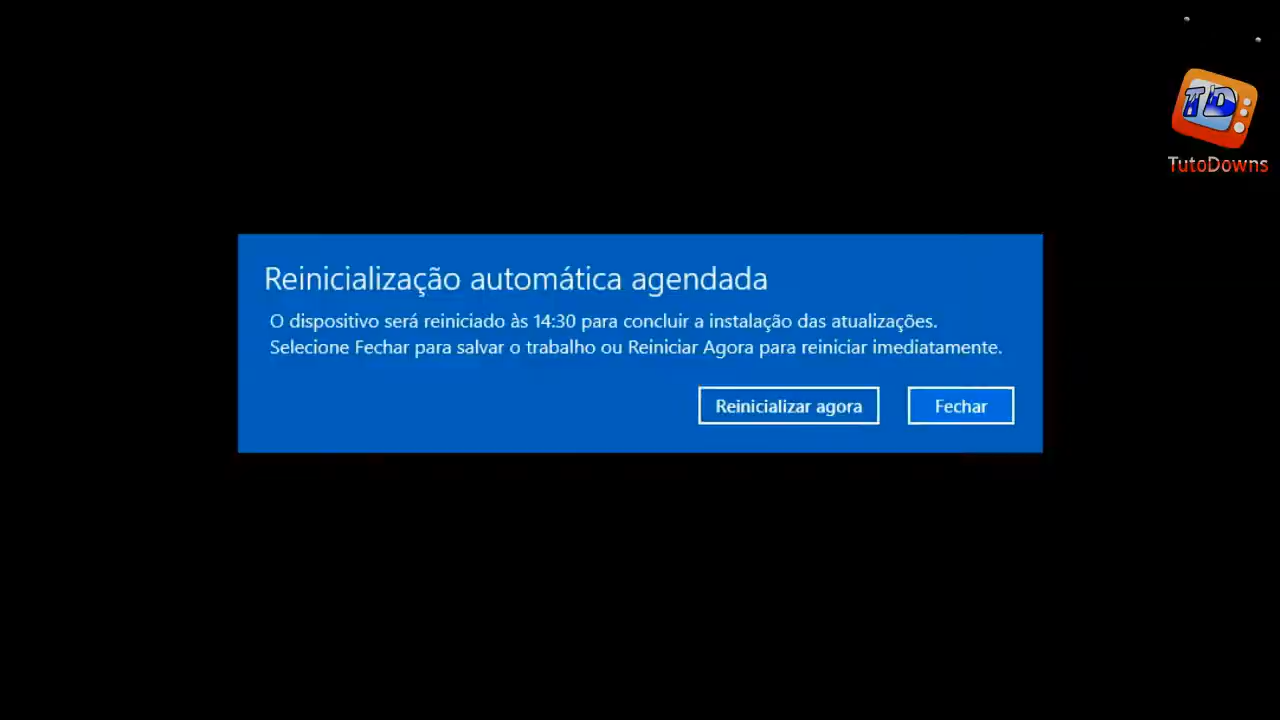 TD
TutoDowns
Reinicialização automática agendada
O dispositivo será reiniciado às 14:30 para concluir a instalação das atualizações.
Selecione Fechar para salvar o trabalho ou Reiniciar Agora para reiniciar imediatamente.
Reinicializar agora
Fechar